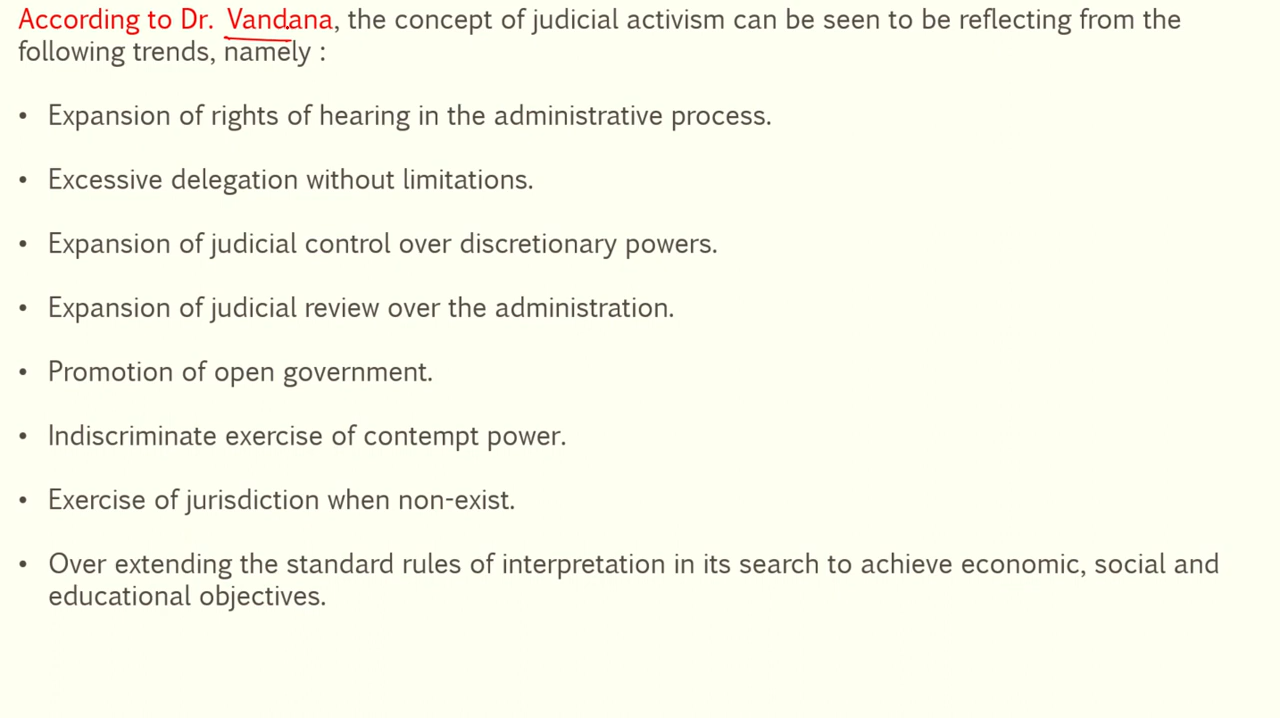 According to Dr. Vandana, the concept of judicial activism can be seen to be reflecting from the
following trends, namely :
• Expansion of rights of hearing in the administrative process.
• Excessive delegation without limitations.
• Expansion of judicial control over discretionary powers.
• Expansion of judicial review over the administration.
• Promotion of open government.
• Indiscriminate exercise of contempt power.
• Exercise of jurisdiction when non-exist.
• Over extending the standard rules of interpretation in its search to achieve economic, social and
educational objectives.